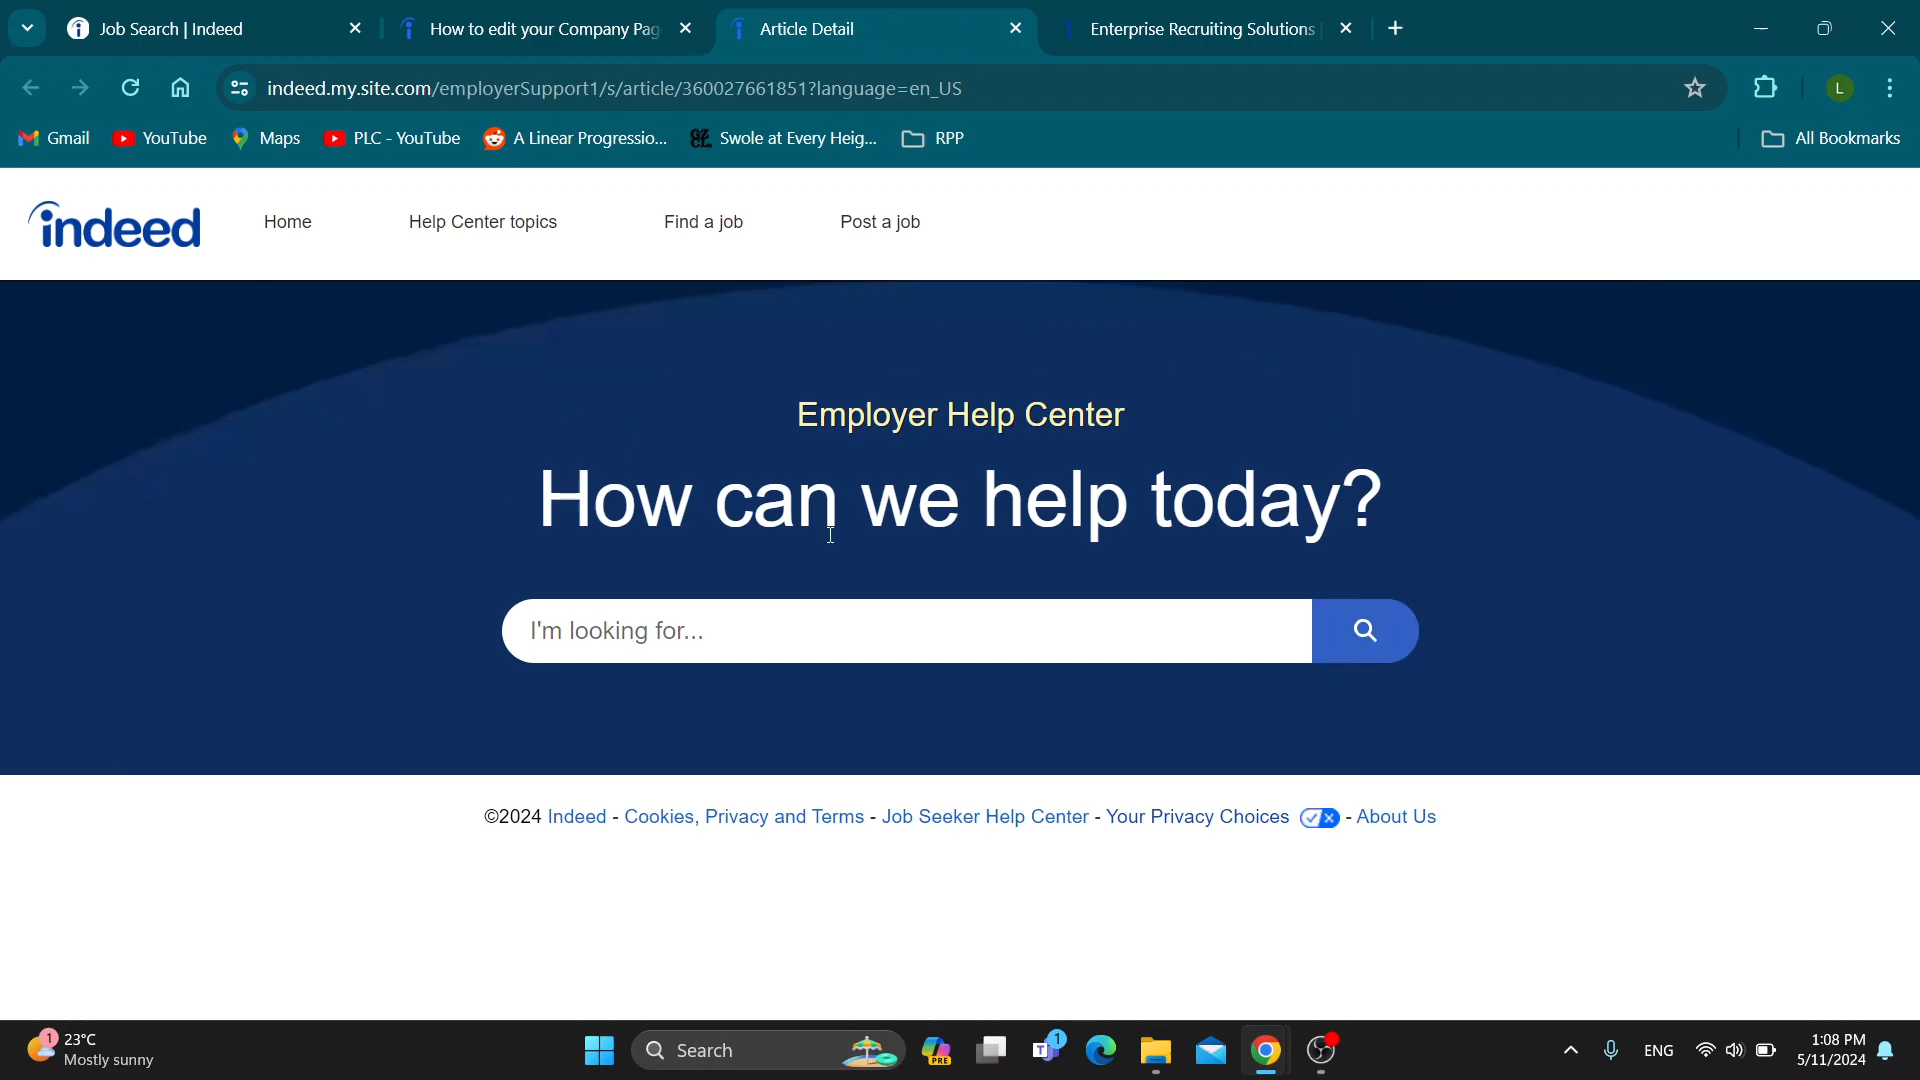 Job Search | Indeed
How to edit your Company Pag
Article Detail
Enterprise Recruiting Solutions
indeed.my.site.com/employerSupport1/s/article/360027661851?language=en_US
L
Gmail
YouTube
Maps
PLC - YouTube
A Linear Progressio...
Swole at Every Heig...
RPP
All Bookmarks
indeed
Home
Help Center topics
Find a job
Post a job
Employer Help Center
How can we help today?
I'm looking for...
©2024 Indeed - Cookies, Privacy and Terms - Job Seeker Help Center - Your Privacy Choices - About Us
1
23°C
Mostly sunny
Search
PRE
1
ENG
1:08 PM
5/11/2024